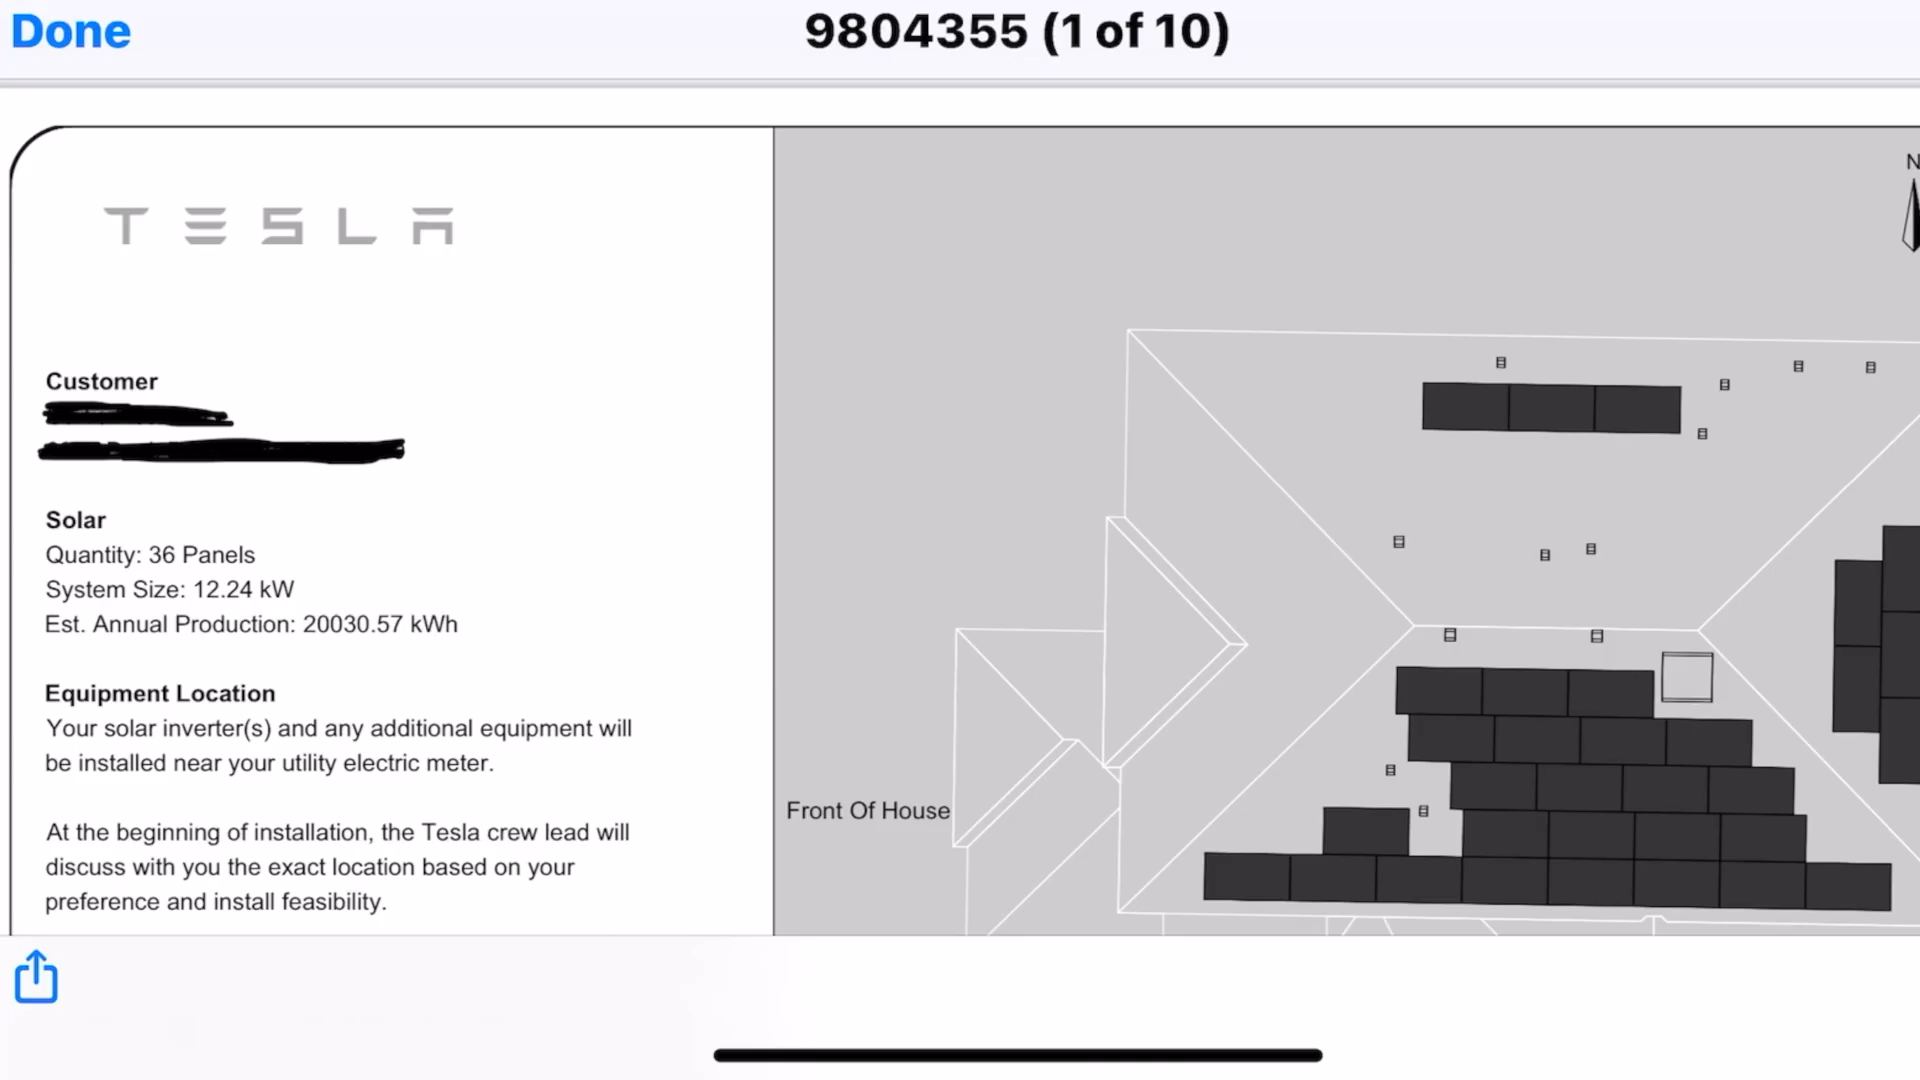 Done
9804355 (1 of 10)
TESLA
Customer
Solar
Quantity: 36 Panels
System Size: 12.24 kW
Est. Annual Production: 20030.57 kWh
Equipment Location
Your solar inverter(s) and any additional equipment will
be installed near your utility electric meter.
At the beginning of installation, the Tesla crew lead will
discuss with you the exact location based on your
preference and install feasibility.
N
Front Of House